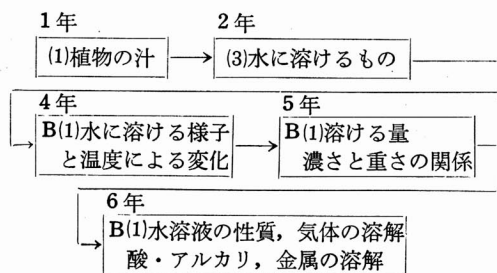 1年
(1)植物の汁
2年
(3)水に溶けるもの
4年
B(1)水に溶ける様子
と温度による変化
5年
B(1)溶ける量
濃さと重さの関係
6年
B(1)水溶液の性質，気体の溶解
酸・アルカリ，金属の溶解